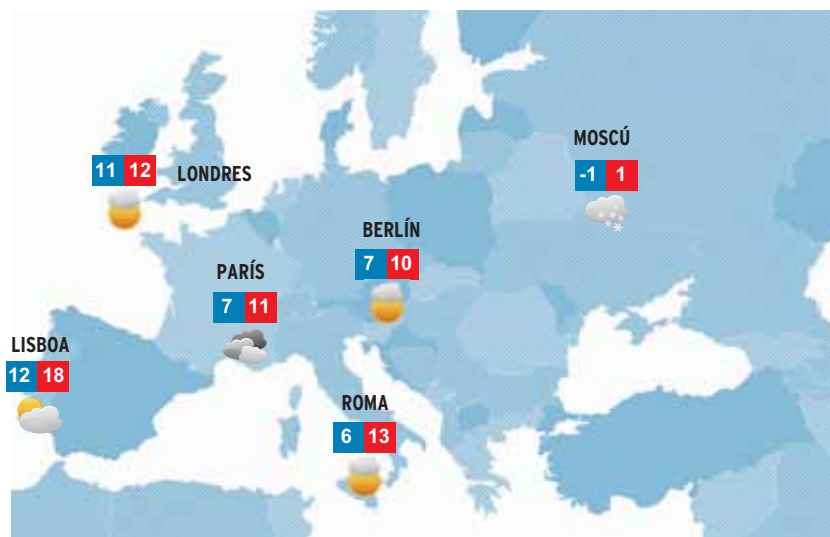 MOSCÚ
-1 1
11 12
LONDRES
BERLÍN
7 10
PARÍS
7 11
LISBOA
12 18
ROMA
6 13